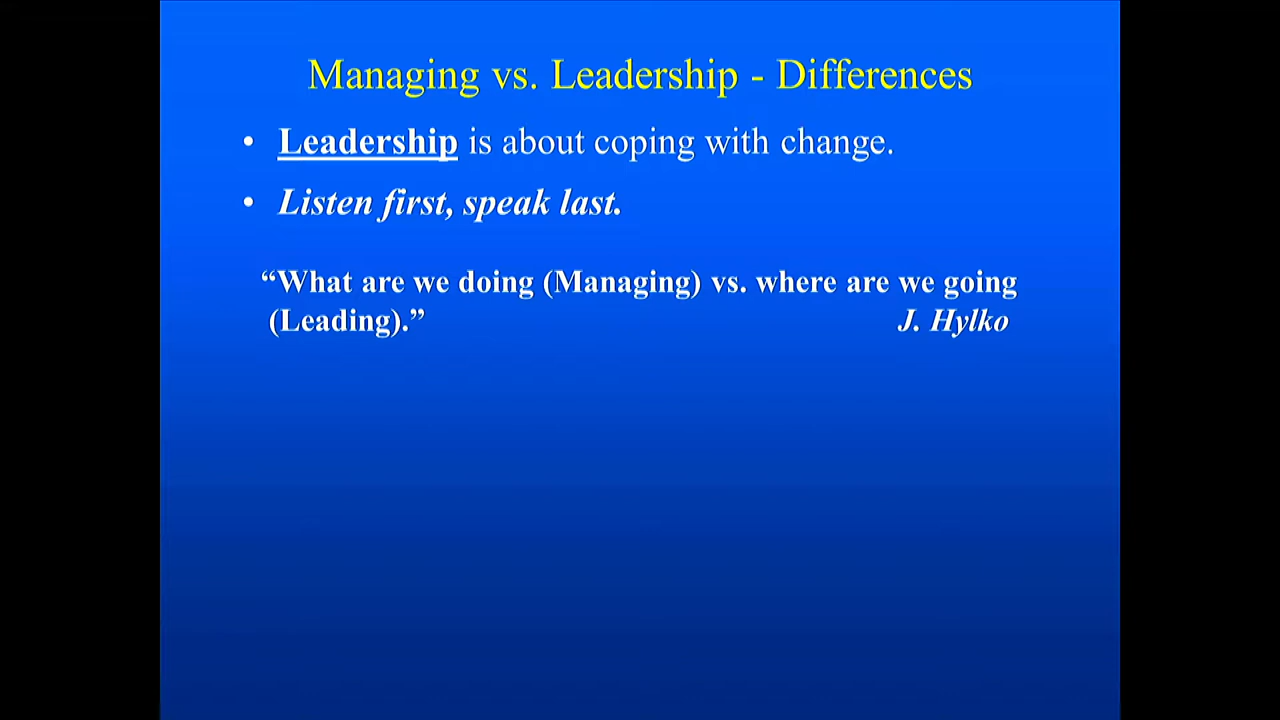 Managing vs. Leadership - Differences
• Leadership is about coping with change.
• Listen first, speak last.
“What are we doing (Managing) vs. where are we going
(Leading).” J. Hylko